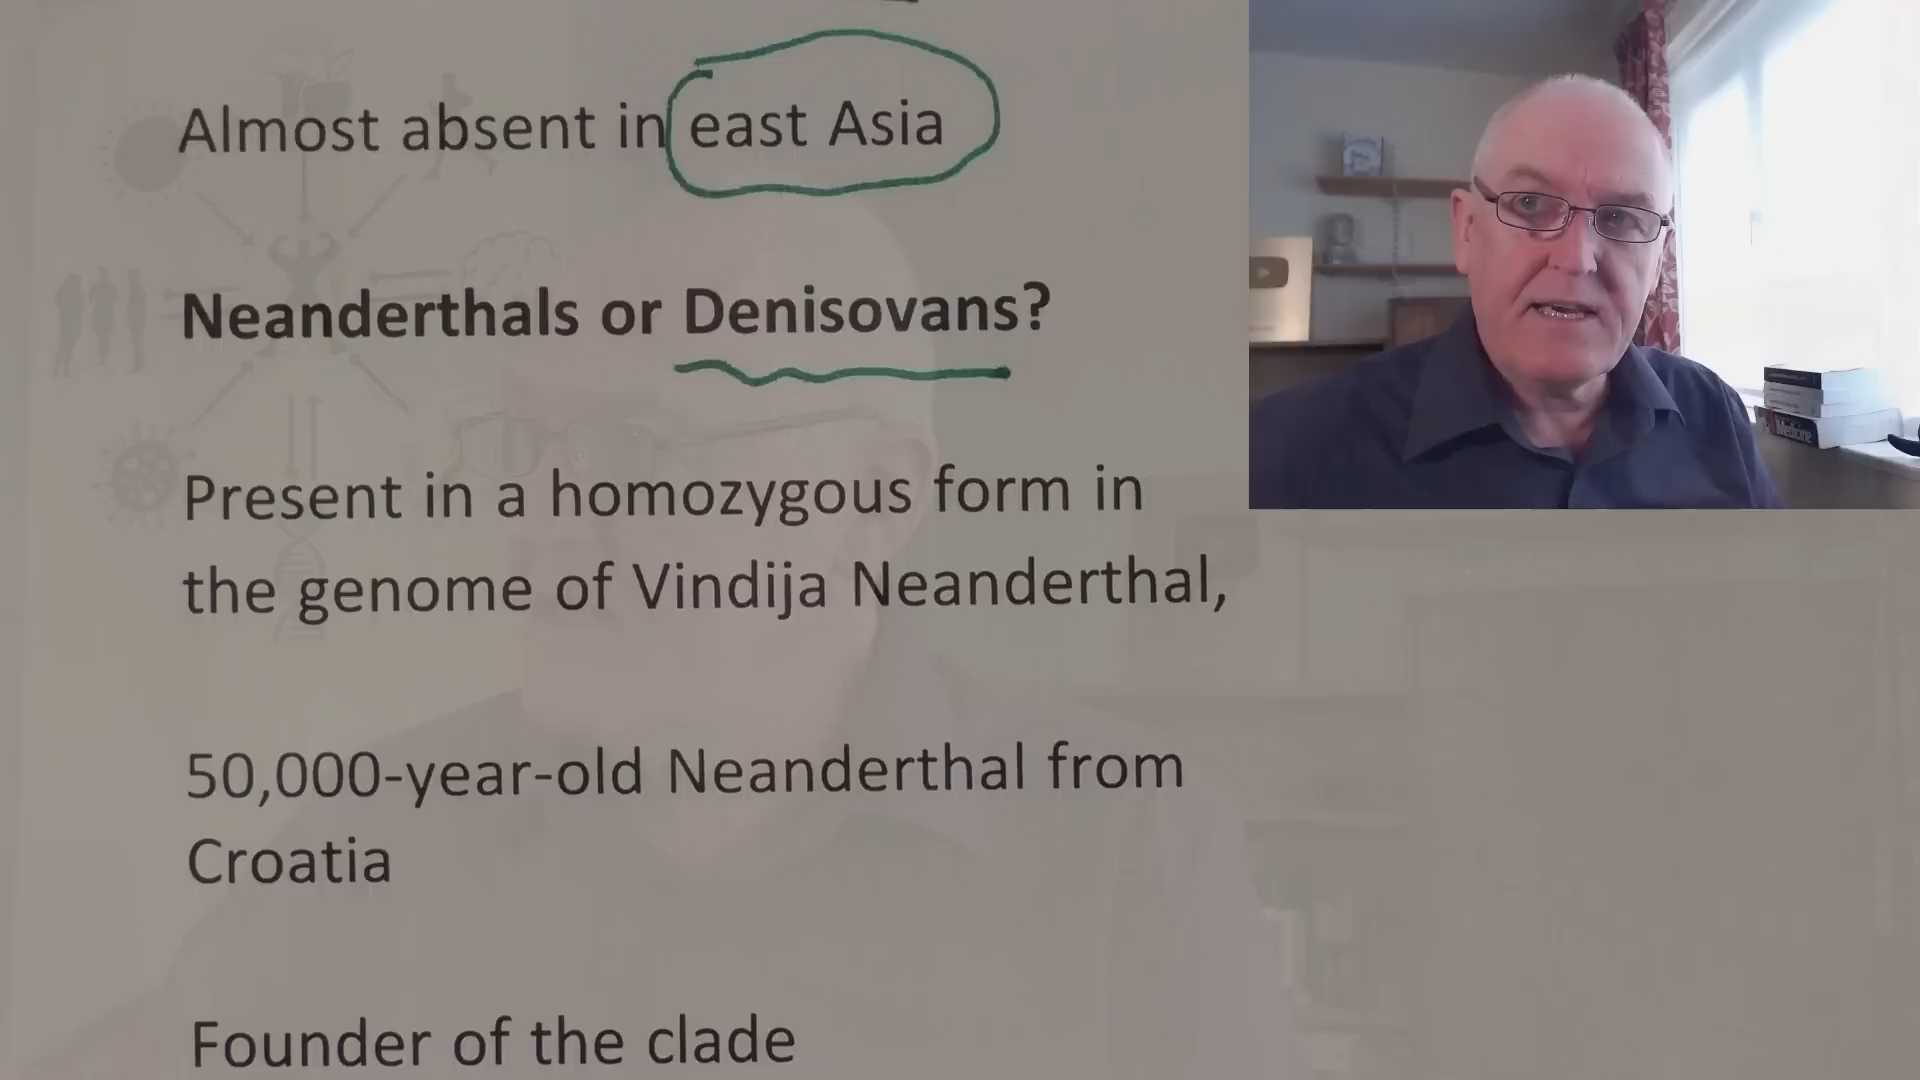 Almost absent in east Asia
Neanderthals or Denisovans?
Present in a homozygous form in
the genome of Vindija Neanderthal,
50,000-year-old Neanderthal from
Croatia
Founder of the clade
Medicine